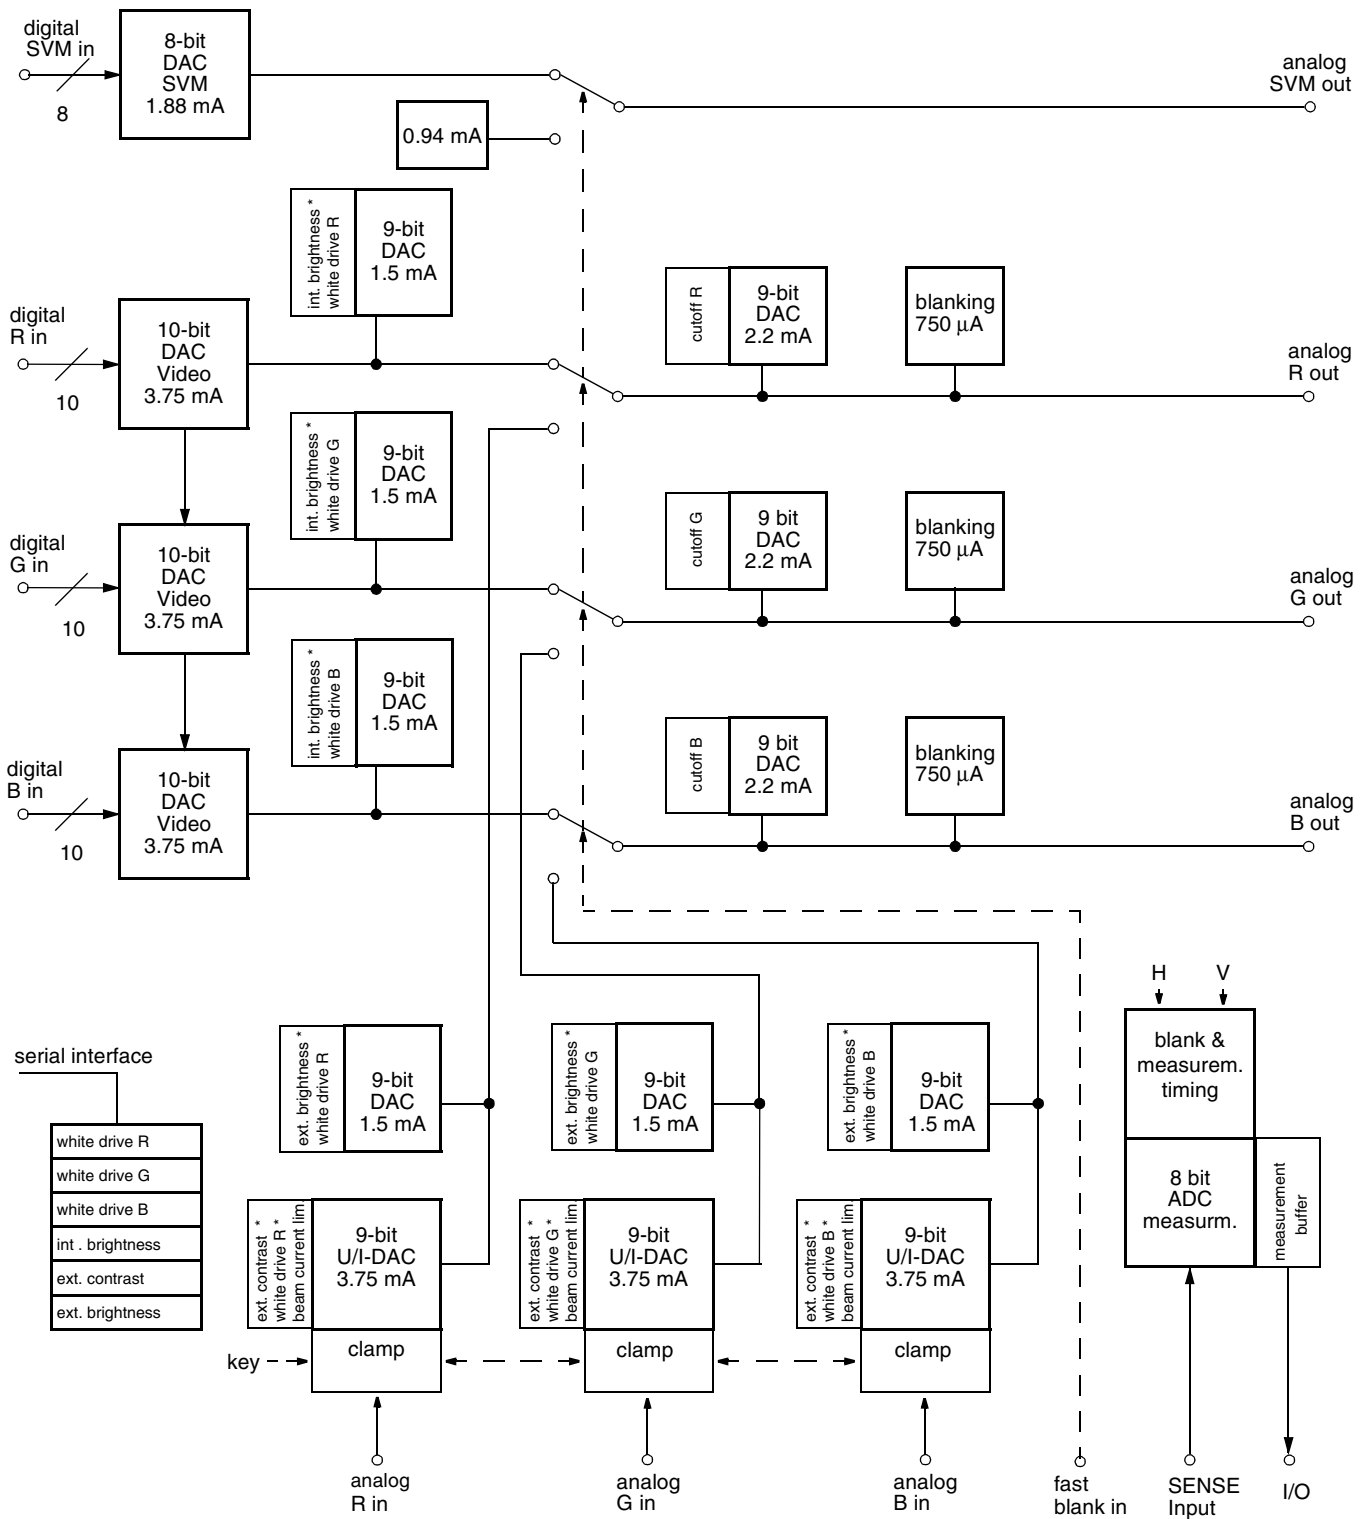 digital
SVM in
8
8-bit
DAC
SVM
1.88 mA
0.94 mA
analog
SVM out
int. brightness *
white drive R
9-bit
DAC
1.5 mA
digital
R in
10
10-bit
DAC
Video
3.75 mA
cutoff R
9-bit
DAC
2.2 mA
blanking
750 µA
analog
R out
int. brightness *
white drive G
9-bit
DAC
1.5 mA
digital
G in
10
10-bit
DAC
Video
3.75 mA
cutoff G
9 bit
DAC
2.2 mA
blanking
750 µA
analog
G out
int. brightness *
white drive B
9-bit
DAC
1.5 mA
digital
B in
10
10-bit
DAC
Video
3.75 mA
cutoff B
9 bit
DAC
2.2 mA
blanking
750 µA
analog
B out
serial interface
white drive R
white drive G
white drive B
int . brightness
ext. contrast
ext. brightness
ext. brightness *
white drive R
9-bit
DAC
1.5 mA
ext. brightness *
white drive G
9-bit
DAC
1.5 mA
ext. brightness *
white drive B
9-bit
DAC
1.5 mA
ext. contrast *
white drive R *
beam current lim.
9-bit
U/I-DAC
3.75 mA
clamp
ext. contrast *
white drive G *
beam current lim.
9-bit
U/I-DAC
3.75 mA
clamp
ext. contrast *
white drive B *
beam current lim.
9-bit
U/I-DAC
3.75 mA
clamp
key
analog
R in
analog
G in
analog
B in
fast
blank in
H
V
blank &
measurem.
timing
8 bit
ADC
measurm.
measurement
buffer
SENSE
Input
I/O